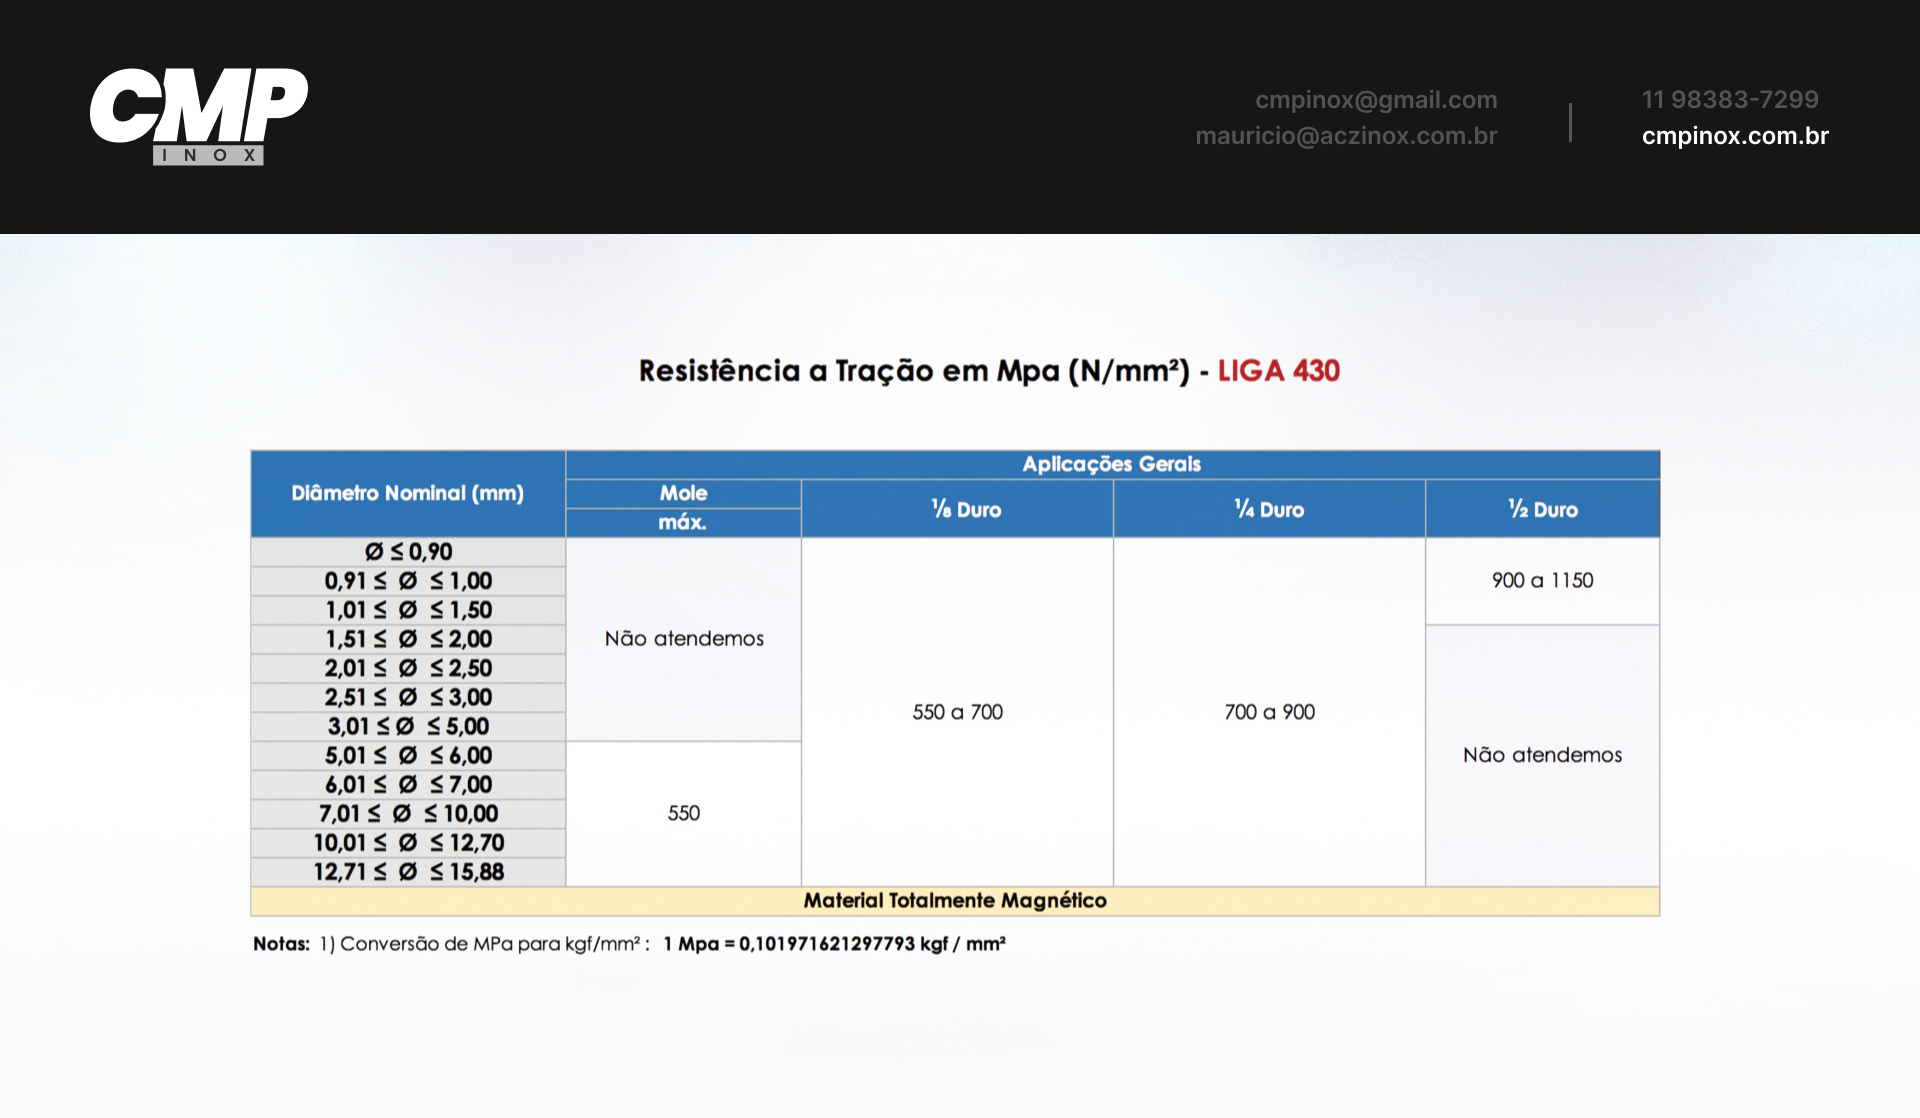 CMP
INOX
cmpinox@gmail.com
mauricio@aczinox.com.br
11 98383-7299
cmpinox.com.br
Resistência a Tração em Mpa (N/mm²) - LIGA 430
Diâmetro Nominal (mm)
Aplicações Gerais
Mole
máx.
⅛ Duro
¼ Duro
½ Duro
Ø ≤ 0,90
0,91 ≤ Ø ≤ 1,00
1,01 ≤ Ø ≤ 1,50
1,51 ≤ Ø ≤ 2,00
2,01 ≤ Ø ≤ 2,50
2,51 ≤ Ø ≤ 3,00
3,01 ≤ Ø ≤ 5,00
5,01 ≤ Ø ≤ 6,00
6,01 ≤ Ø ≤ 7,00
7,01 ≤ Ø ≤ 10,00
10,01 ≤ Ø ≤ 12,70
12,71 ≤ Ø ≤ 15,88
Não atendemos
550
550 a 700
700 a 900
900 a 1150
Não atendemos
Material Totalmente Magnético
Notas: 1) Conversão de MPa para kgf/mm² : 1 Mpa = 0,101971621297793 kgf / mm²